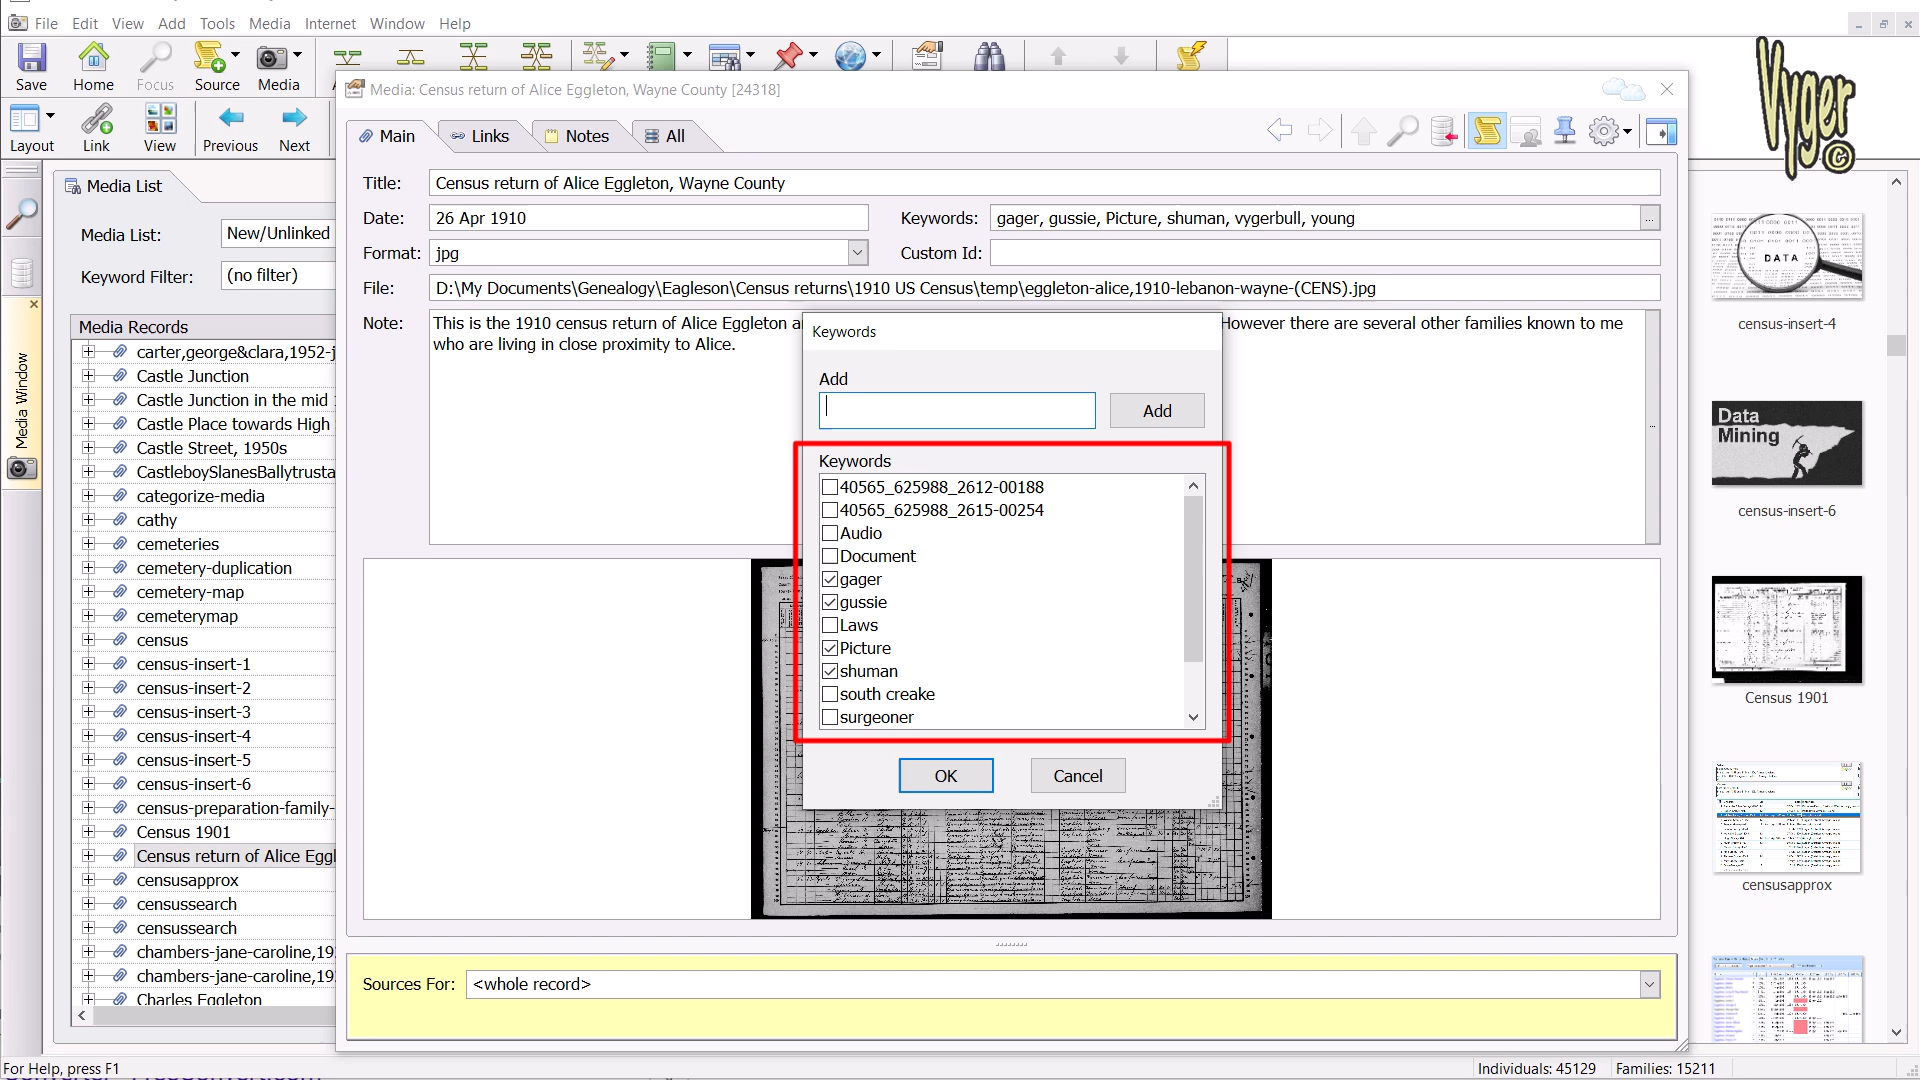 File Edit View Add Tools Media Internet Window Help
Save Home Focus Source Media
Layout Link View Previous Next
Vyger ©
Media Window
Media List
Media List: New/Unlinked
Keyword Filter: (no filter)
Media Records
carter,george&clara,1952-j
Castle Junction
Castle Junction in the mid
Castle Place towards High
Castle Street, 1950s
CastleboySlanesBallytrusta
categorize-media
cathy
cemeteries
cemetery-duplication
cemetery-map
cemeterymap
census
census-insert-1
census-insert-2
census-insert-3
census-insert-4
census-insert-5
census-insert-6
census-preparation-family-
Census 1901
Census return of Alice Eggl
censusapprox
censussearch
censussearch
chambers-jane-caroline,19
chambers-jane-caroline,19
Charles Eggleton
Media: Census return of Alice Eggleton, Wayne County [24318]
Main Links Notes All
Title: Census return of Alice Eggleton, Wayne County
Date: 26 Apr 1910 Keywords: gager, gussie, Picture, shuman, vygerbull, young ...
Format: jpg Custom Id:
File: D:\My Documents\Genealogy\Eagleson\Census returns\1910 US Census\temp\eggleton-alice,1910-lebanon-wayne-(CENS).jpg
Note: This is the 1910 census return of Alice Eggleton a However there are several other families known to me
who are living in close proximity to Alice.
Keywords
Add
Add
Keywords
40565_625988_2612-00188
40565_625988_2615-00254
Audio
Document
gager
gussie
Laws
Picture
shuman
south creake
surgeoner
OK Cancel
Sources For: <whole record>
DATA
census-insert-4
Data
Mining
census-insert-6
Census 1901
censusapprox
For Help, press F1
Individuals: 45129 Families: 15211